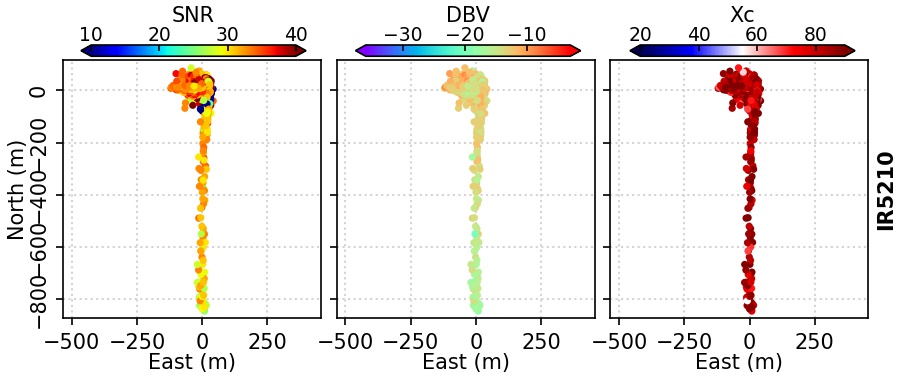 SNR DBV Xc
10 20 30 40 −30 −20 −10 20 40 60 80
North (m)
0
−200
−400
−600
−800
IR5210
−500 −250 0 250 −500 −250 0 250 −500 −250 0 250
East (m) East (m) East (m)